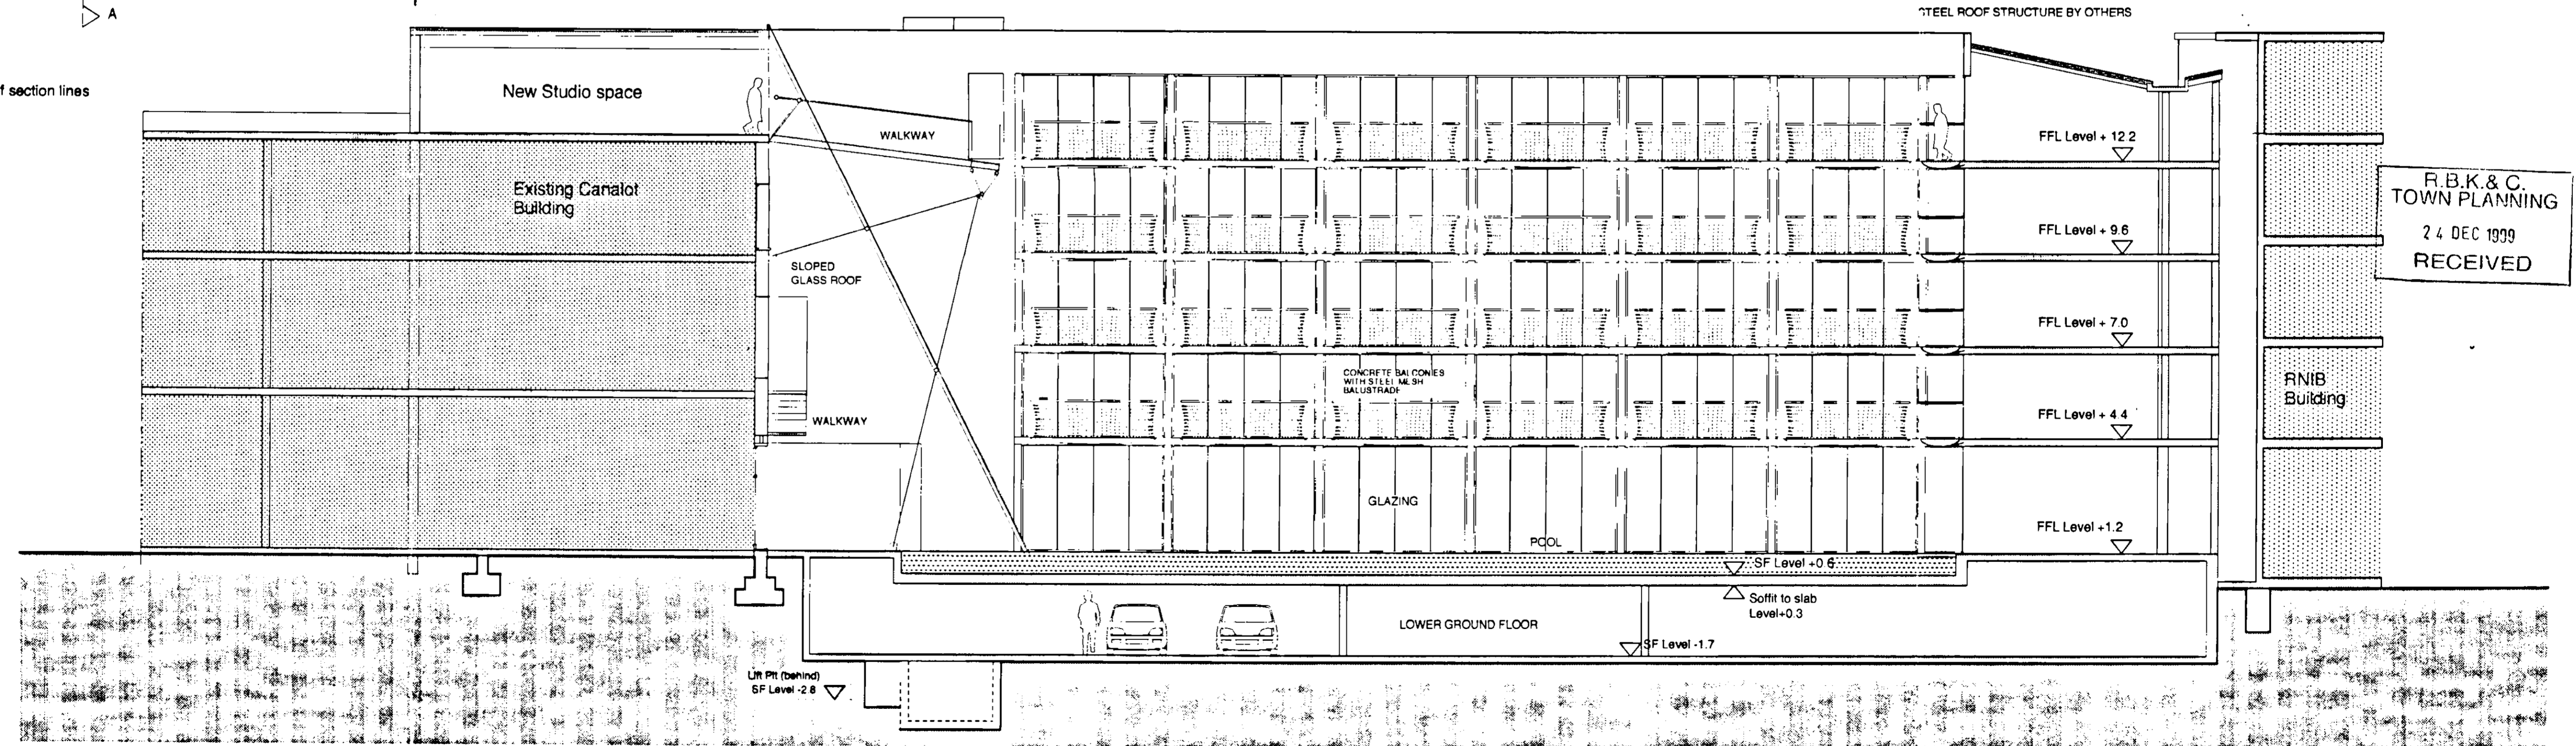 A
STEEL ROOF STRUCTURE BY OTHERS
f section lines
New Studio space
WALKWAY
FFL Level + 12.2
Existing Canalot
Building
R.B.K.& C.
TOWN PLANNING
24 DEC 1999
RECEIVED
FFL Level + 9.6
SLOPED
GLASS ROOF
FFL Level + 7.0
CONCRETE BALCONIES
WITH STEEL MESH
BALUSTRADE
RNIB
Building
WALKWAY
FFL Level + 4.4
GLAZING
FFL Level +1.2
POOL
SF Level +0.6
Soffit to slab
Level+0.3
LOWER GROUND FLOOR
SF Level -1.7
Lift Pit (behind)
SF Level -2.8